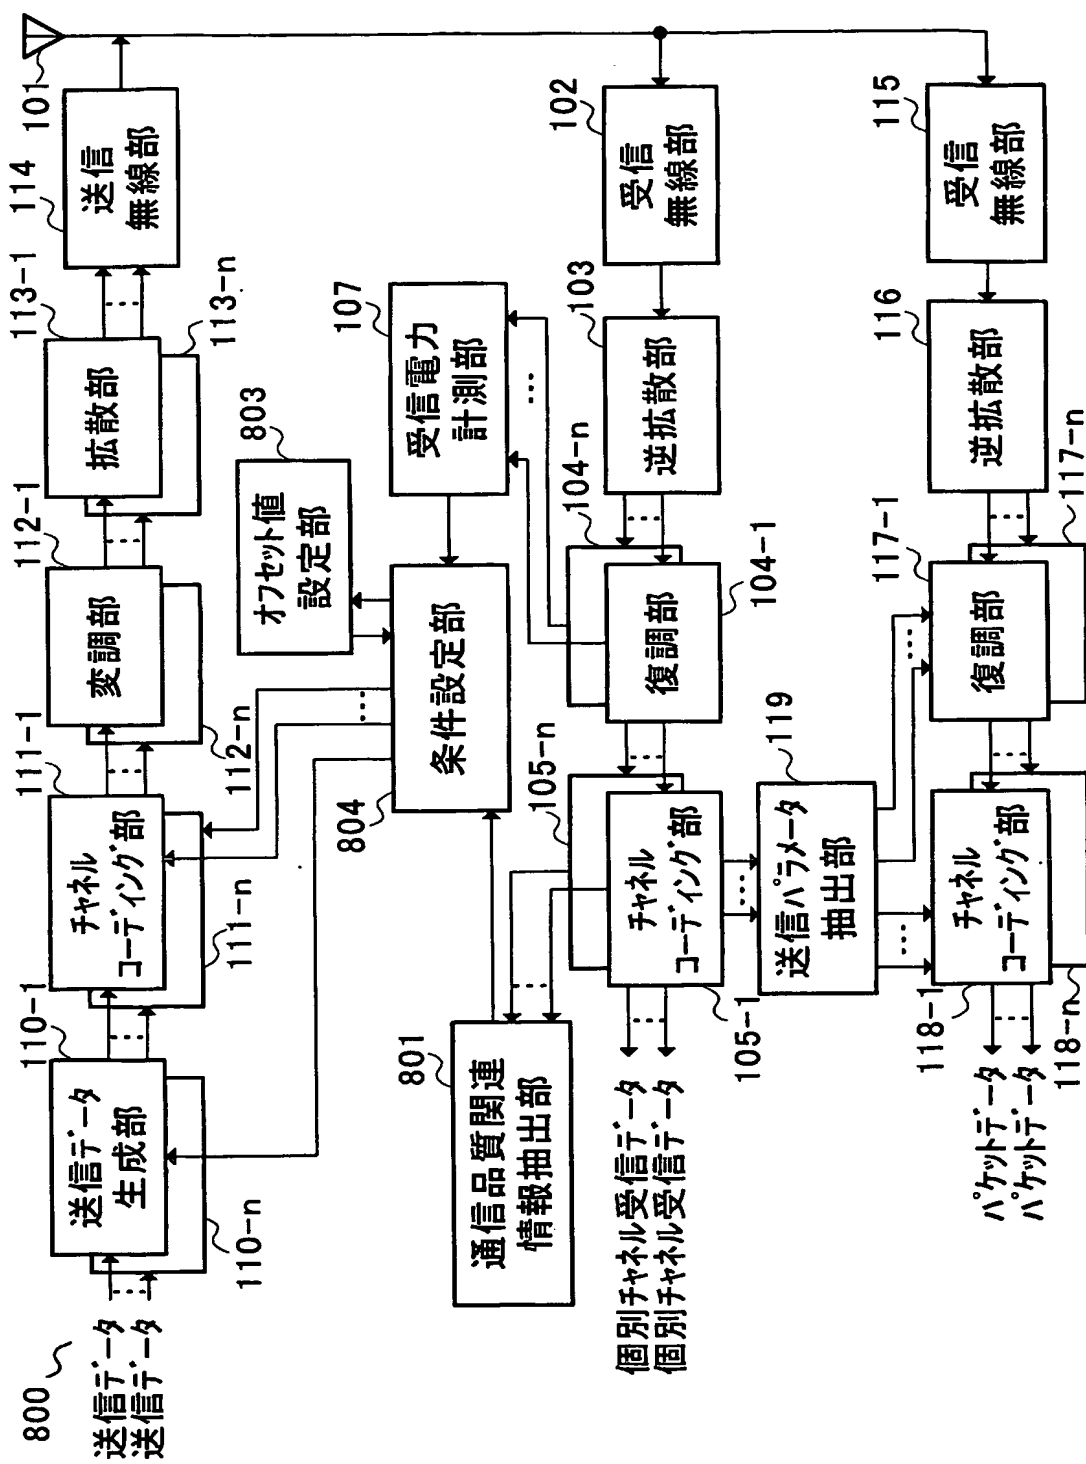 800
送信データ
送信データ
110-1
送信データ
生成部
110-n
111-1
チャネル
コーディング部
111-n
112-1
変調部
112-n
113-1
拡散部
113-n
114
送信
無線部
101
803
オフセット値
設定部
107
受信電力
計測部
804
条件設定部
801
通信品質関連
情報抽出部
102
受信
無線部
103
逆拡散部
104-n
復調部
104-1
105-n
チャネル
コーディング部
105-1
個別チャネル受信データ
個別チャネル受信データ
119
送信パラメータ
抽出部
115
受信
無線部
116
逆拡散部
117-1
復調部
117-n
チャネル
コーディング部
118-1
118-n
パケットデータ
パケットデータ